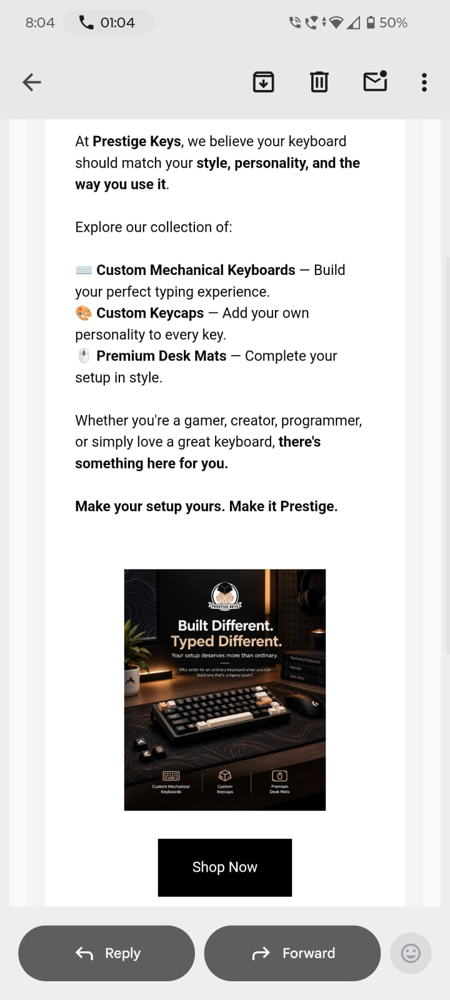 8:04 01:04 50%
At Prestige Keys, we believe your keyboard
should match your style, personality, and the
way you use it.
Explore our collection of:
⌨️ Custom Mechanical Keyboards — Build
your perfect typing experience.
🎨 Custom Keycaps — Add your own
personality to every key.
🖱️ Premium Desk Mats — Complete your
setup in style.
Whether you're a gamer, creator, programmer,
or simply love a great keyboard, there's
something here for you.
Make your setup yours. Make it Prestige.
PRESTIGE KEYS
Built Different.
Typed Different.
Your setup deserves more than ordinary.
Why settle for an ordinary keyboard when you can
build one that's uniquely yours?
Mechanical Keyboards
Keycaps
Desk Mats
Custom Mechanical
Keyboards
Custom
Keycaps
Premium
Desk Mats
Shop Now
Reply
Forward